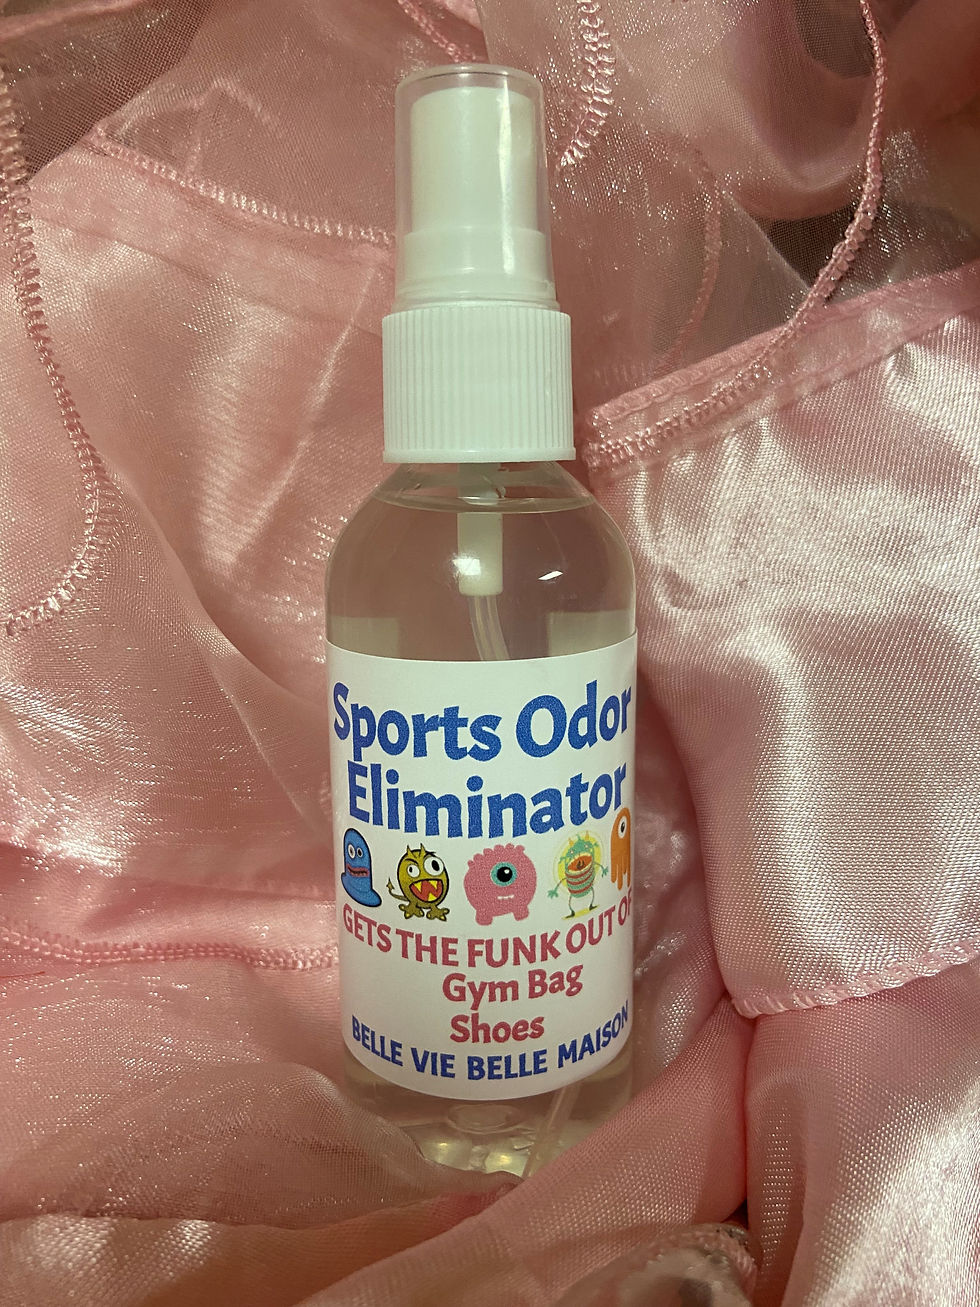 Sports Odor
Eliminator
GETS THE FUNK OUT OF
Gym Bag
Shoes
BELLE VIE BELLE MAISON